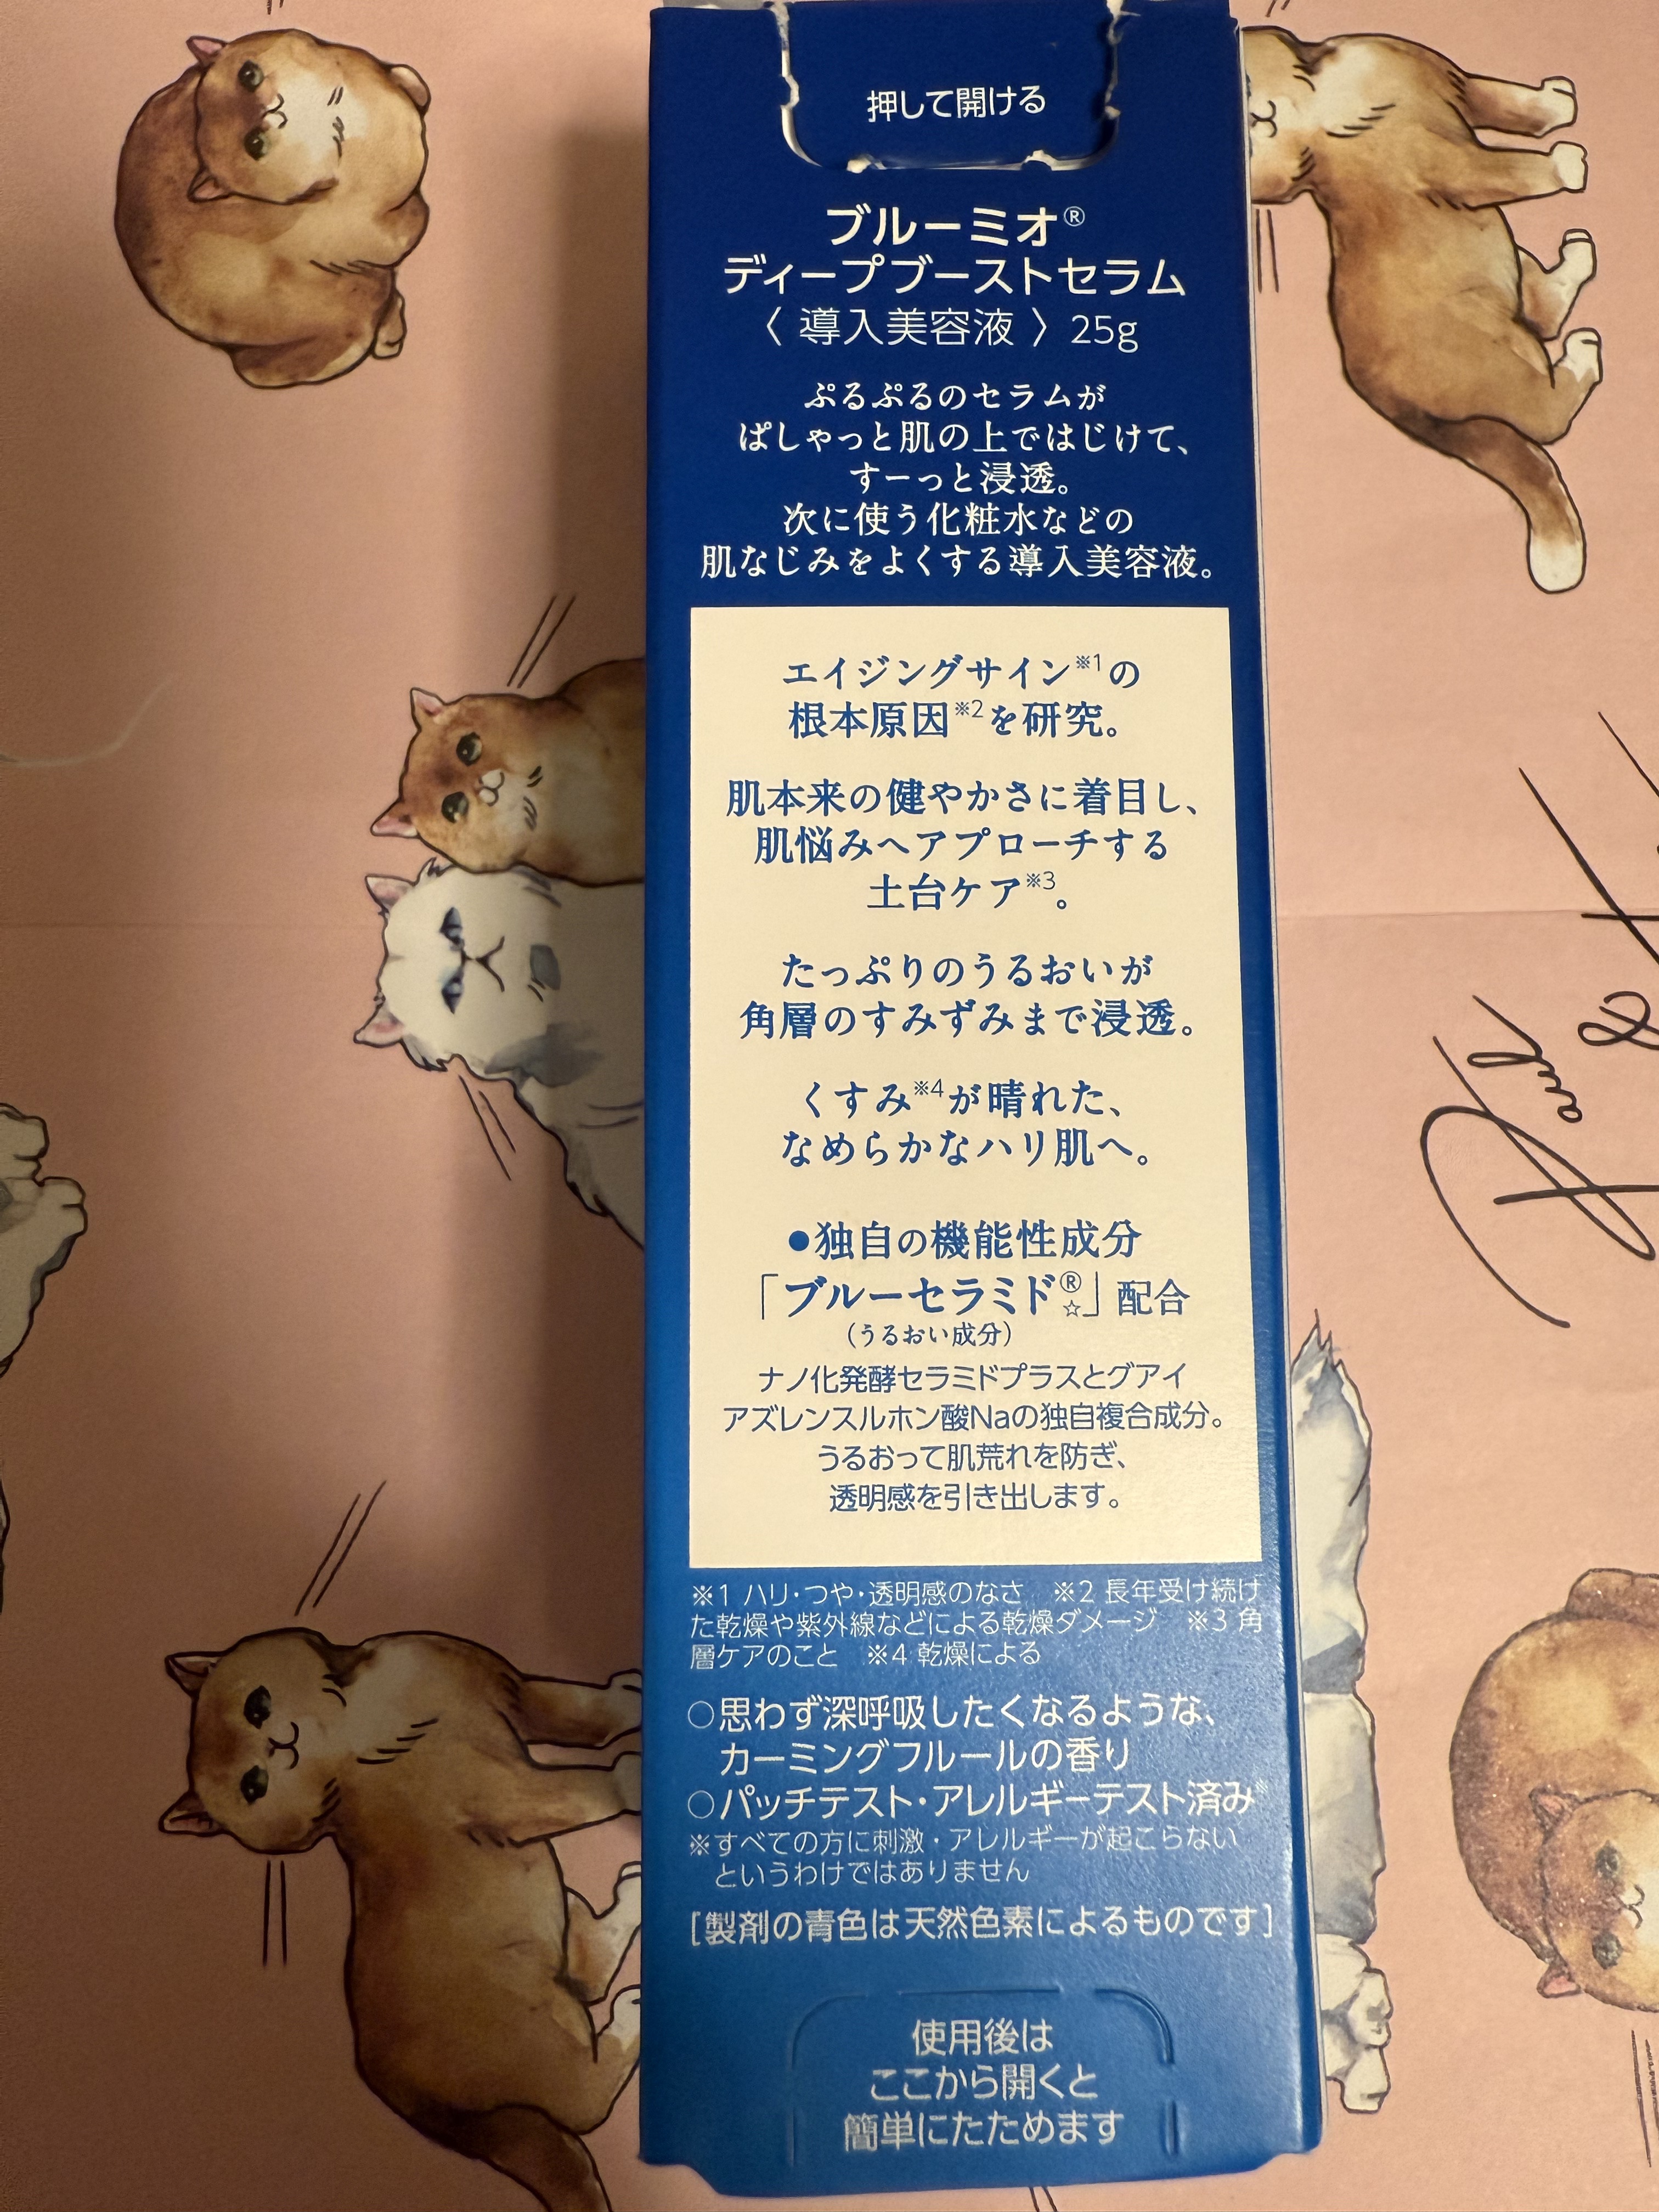 押して開ける
ブルーミオ®
ディープブーストセラム
〈 導入美容液 〉25g
ぷるぷるのセラムが
ぱしゃっと肌の上ではじけて、
すーっと浸透。
次に使う化粧水などの
肌なじみをよくする導入美容液。
エイジングサイン※1の
根本原因※2を研究。
肌本来の健やかさに着目し、
肌悩みへアプローチする
土台ケア※3。
たっぷりのうるおいが
角層のすみずみまで浸透。
くすみ※4が晴れた、
なめらかなハリ肌へ。
●独自の機能性成分
「ブルーセラミド®☆」配合
（うるおい成分）
ナノ化発酵セラミドプラスとグアイ
アズレンスルホン酸Naの独自複合成分。
うるおって肌荒れを防ぎ、
透明感を引き出します。
※1 ハリ・つや・透明感のなさ　※2 長年受け続け
た乾燥や紫外線などによる乾燥ダメージ　※3 角
層ケアのこと　※4 乾燥による
○思わず深呼吸したくなるような、
カーミングフルールの香り
○パッチテスト・アレルギーテスト済み※
※すべての方に刺激・アレルギーが起こらない
というわけではありません
［製剤の青色は天然色素によるものです］
使用後は
ここから開くと
簡単にたためます